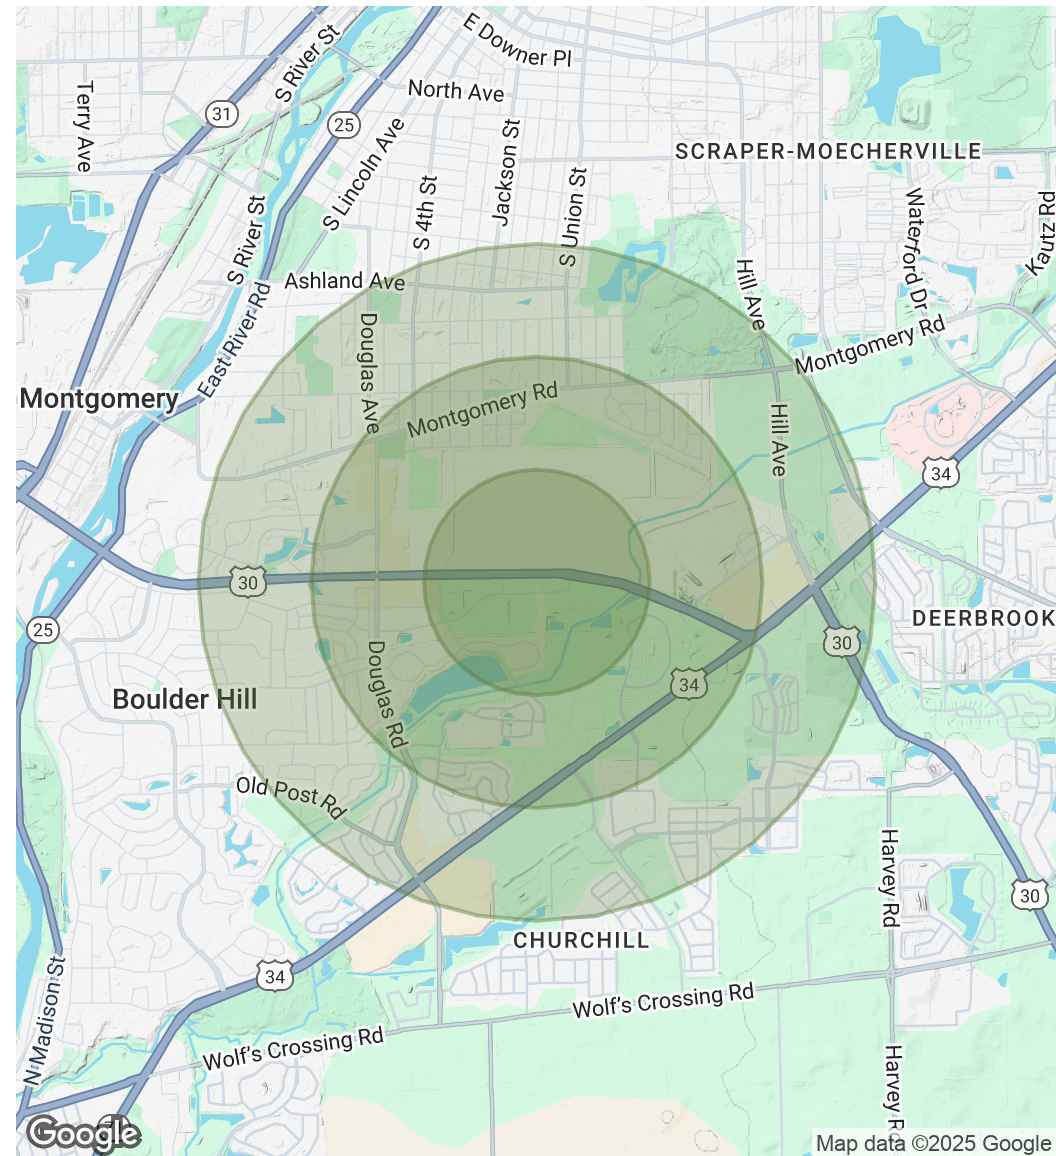 E Downer Pl
S River St
North Ave
Terry Ave
31
25
S Lincoln Ave
Jackson St
SCRAPER-MOECHERVILLE
S 4th St
S Union St
S River St
Waterford Dr
Kautz Rd
Ashland Ave
Hill Ave
East River Rd
Douglas Ave
Montgomery Rd
Montgomery
Montgomery Rd
Hill Ave
34
30
25
DEERBROOK
30
Douglas Rd
34
Boulder Hill
Old Post Rd
Harvey Rd
30
CHURCHILL
34
N Madison St
Wolf's Crossing Rd
Wolf's Crossing Rd
Harvey Rd
Google
Map data ©2025 Google